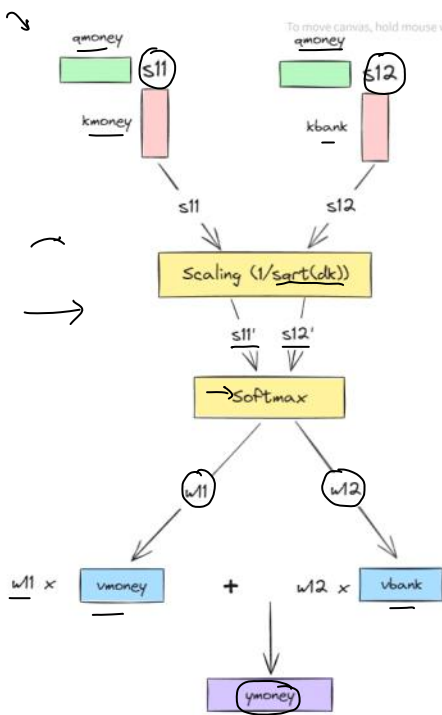 To move canvas, hold mouse
qmoney qmoney
s11 s12
kmoney kbank
s11 s12
Scaling (1/sqrt(dk))
s11' s12'
Softmax
w11 w12
w11 x vmoney + w12 x vbank
ymoney